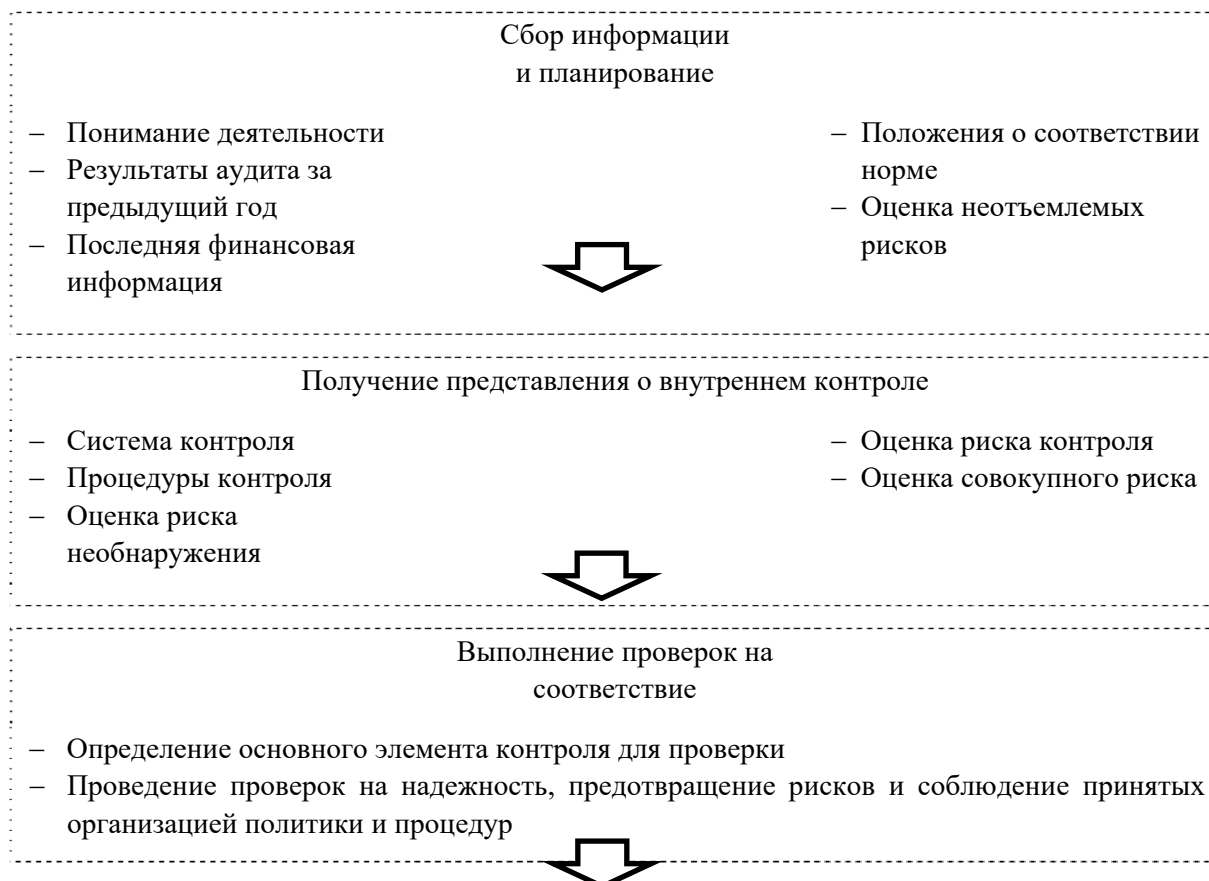 Сбор информации
и планирование
– Понимание деятельности
– Результаты аудита за
предыдущий год
– Последняя финансовая
информация
– Положения о соответствии
норме
– Оценка неотъемлемых
рисков
Получение представления о внутреннем контроле
– Система контроля
– Процедуры контроля
– Оценка риска
необнаружения
– Оценка риска контроля
– Оценка совокупного риска
Выполнение проверок на
соответствие
– Определение основного элемента контроля для проверки
– Проведение проверок на надежность, предотвращение рисков и соблюдение принятых
организацией политики и процедур